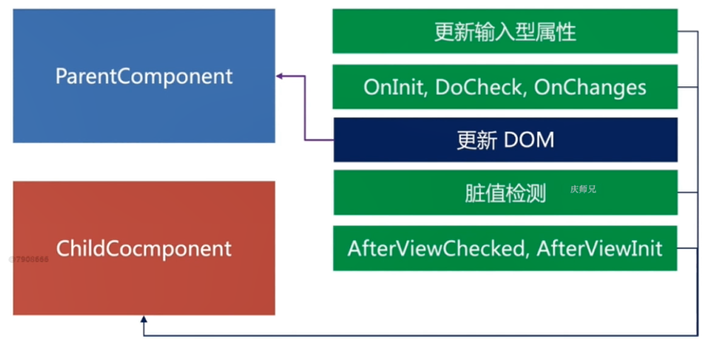 ParentComponent
ChildCocmponent
更新输入型属性
OnInit, DoCheck, OnChanges
更新 DOM
脏值检测
庆师兄
AfterViewChecked, AfterViewInit